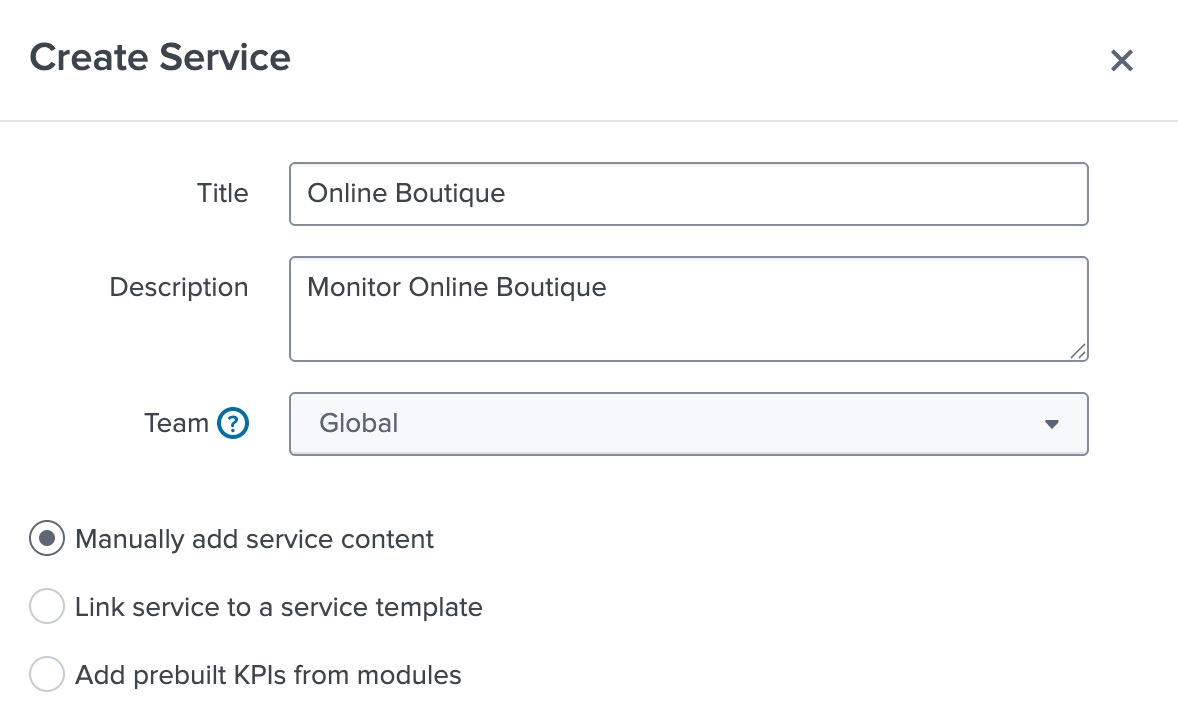 Create Service
Title
Online Boutique
Description
Monitor Online Boutique
Team ?
Global
Manually add service content
Link service to a service template
Add prebuilt KPIs from modules